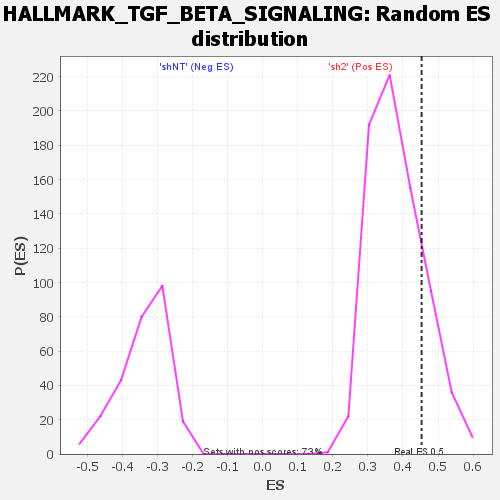 HALLMARK_TGF_BETA_SIGNALING: Random ES
distribution
'shNT' (Neg ES)
'sh2' (Pos ES)
220
200
180
160
140
120
100
80
60
40
20
0
P(ES)
Sets with pos scores: 73%
Real ES 0.5
-0.5 -0.4 -0.3 -0.2 -0.1 0.0 0.1 0.2 0.3 0.4 0.5 0.6
ES